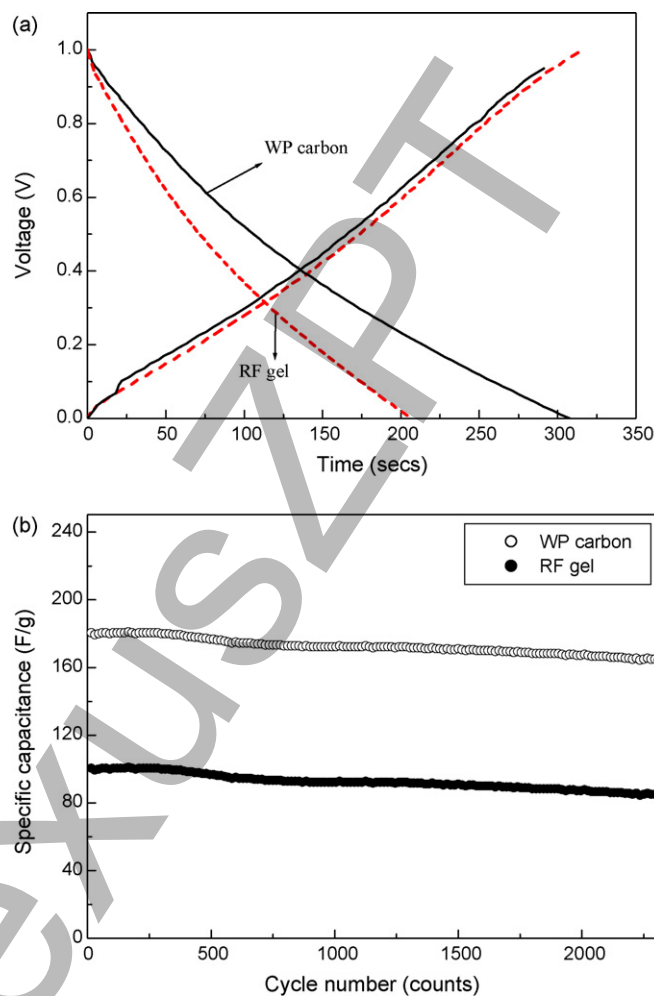 (a)
1.0
0.8
0.6
0.4
0.2
0.0
Voltage (V)
WP carbon
RF gel
0 50 100 150 200 250 300 350
Time (secs)
(b)
240
200
160
120
80
40
0
Specific capacitance (F/g)
WP carbon
RF gel
0 500 1000 1500 2000
Cycle number (counts)
exuszPT